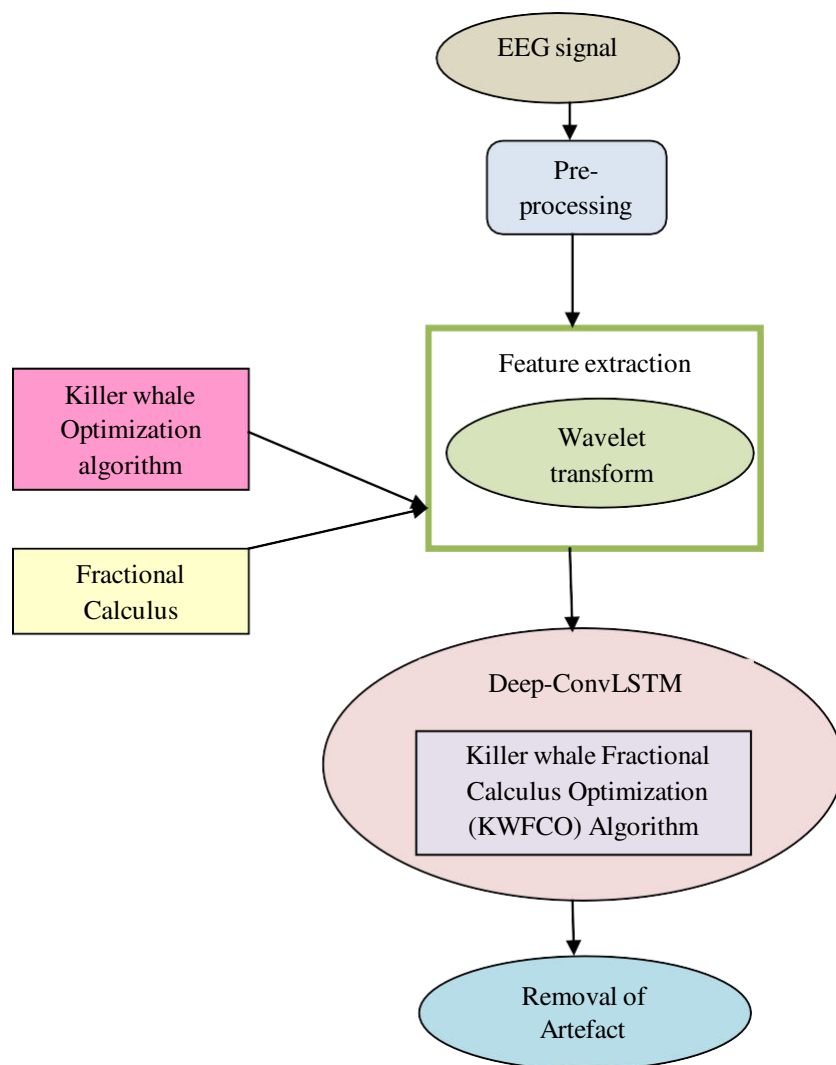 EEG signal
Pre-
processing
Feature extraction
Wavelet
transform
Killer whale
Optimization
algorithm
Fractional
Calculus
Deep-ConvLSTM
Killer whale Fractional
Calculus Optimization
(KWFCO) Algorithm
Removal of
Artefact